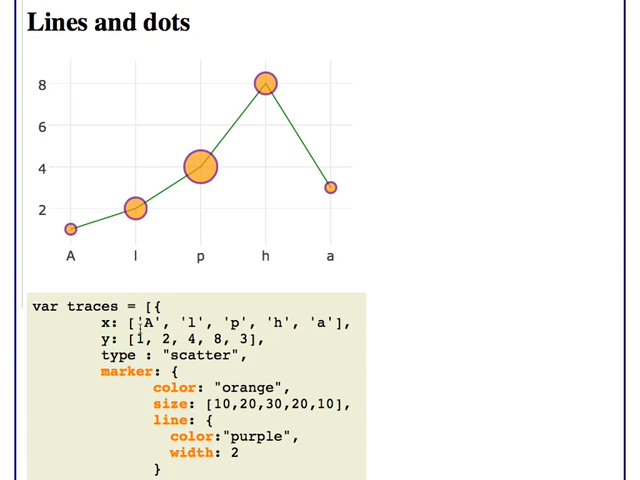 Lines and dots
8
6
4
2
A l p h a
var traces = [{
x: ['A', 'l', 'p', 'h', 'a'],
y: [1, 2, 4, 8, 3],
type : "scatter",
marker: {
color: "orange",
size: [10,20,30,20,10],
line: {
color:"purple",
width: 2
}